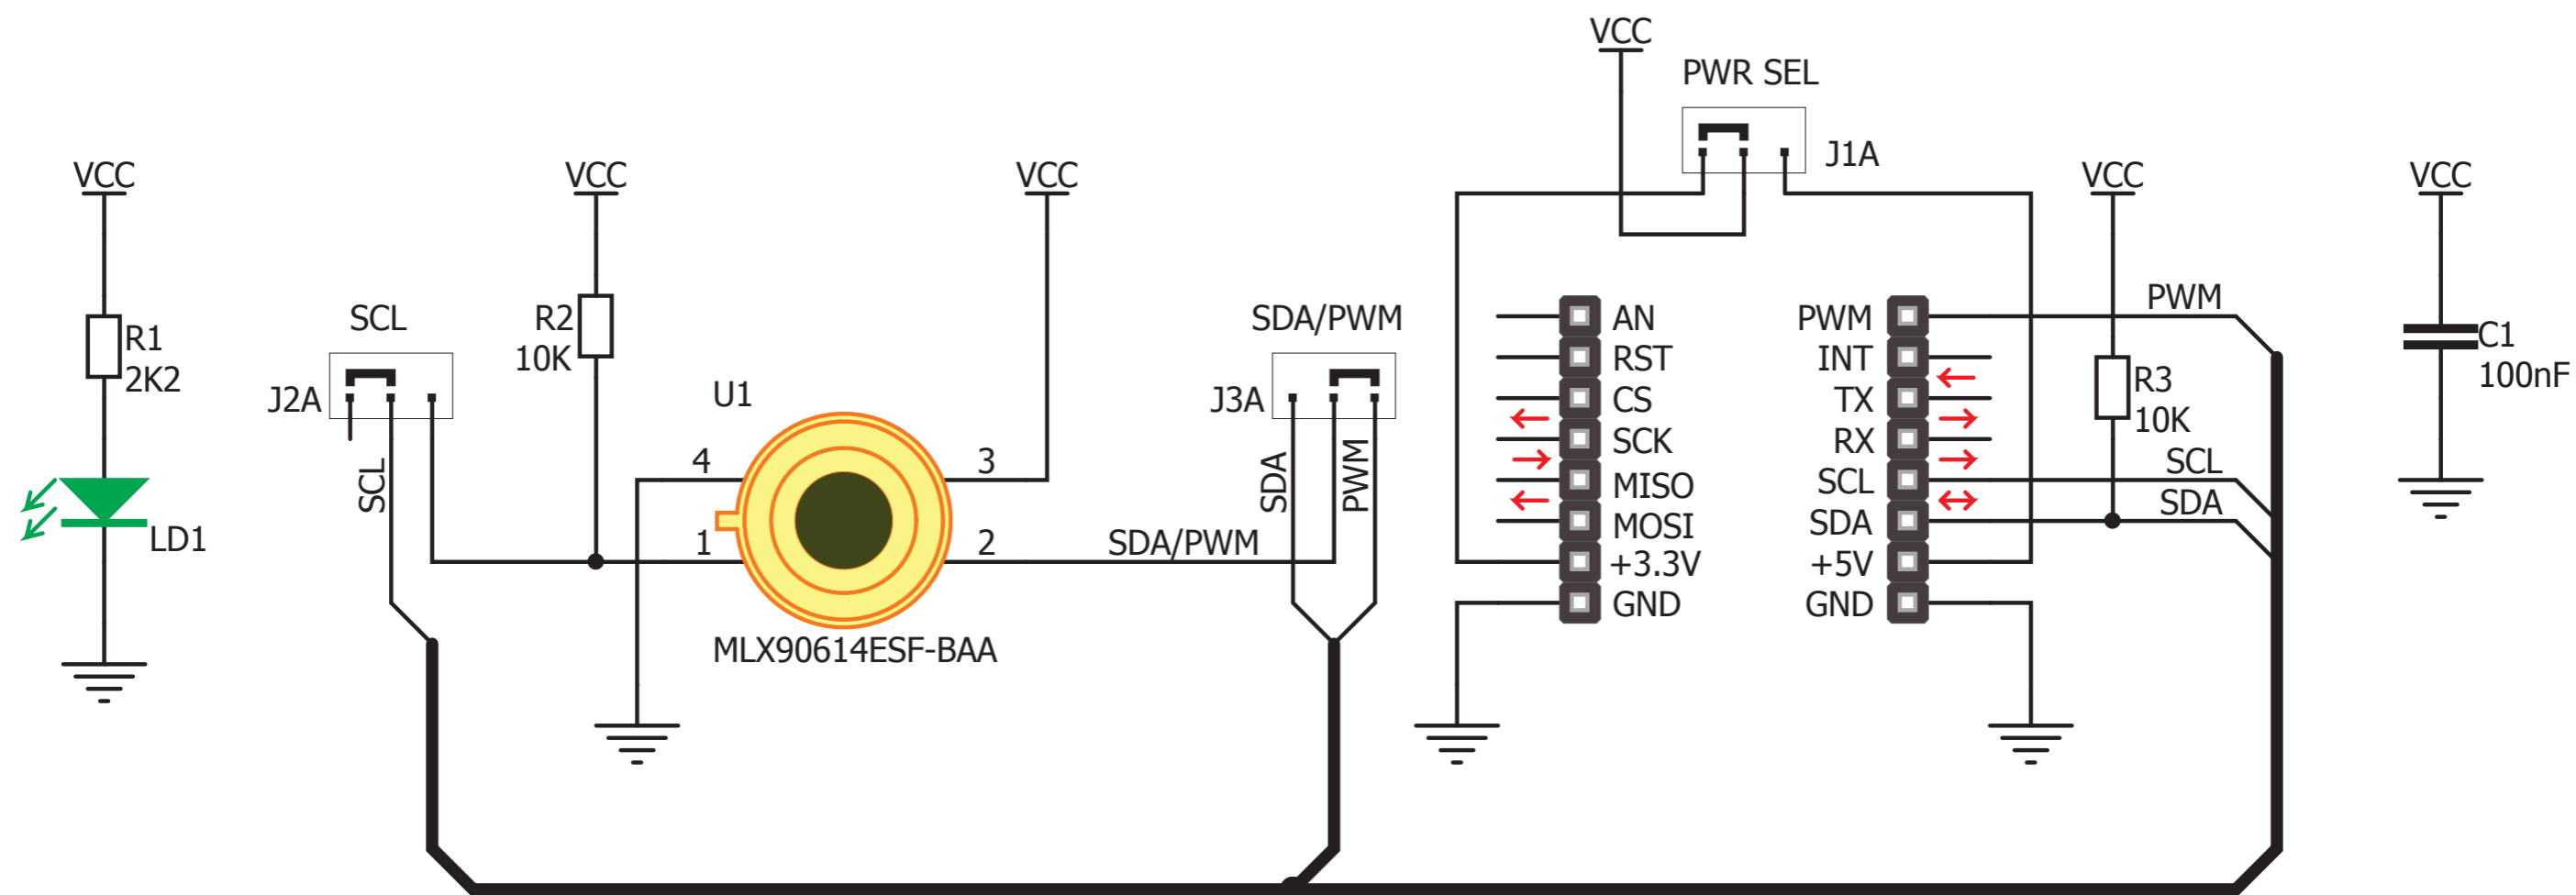 VCC
PWR SEL
J1A
VCC
VCC
VCC
VCC
VCC
R1
2K2
LD1
SCL
J2A
SCL
R2
10K
U1
4
3
1
2
MLX90614ESF-BAA
SDA/PWM
SDA/PWM
J3A
SDA
PWM
AN
RST
CS
SCK
MISO
MOSI
+3.3V
GND
PWM
INT
TX
RX
SCL
SDA
+5V
GND
PWM
R3
10K
SCL
SDA
C1
100nF